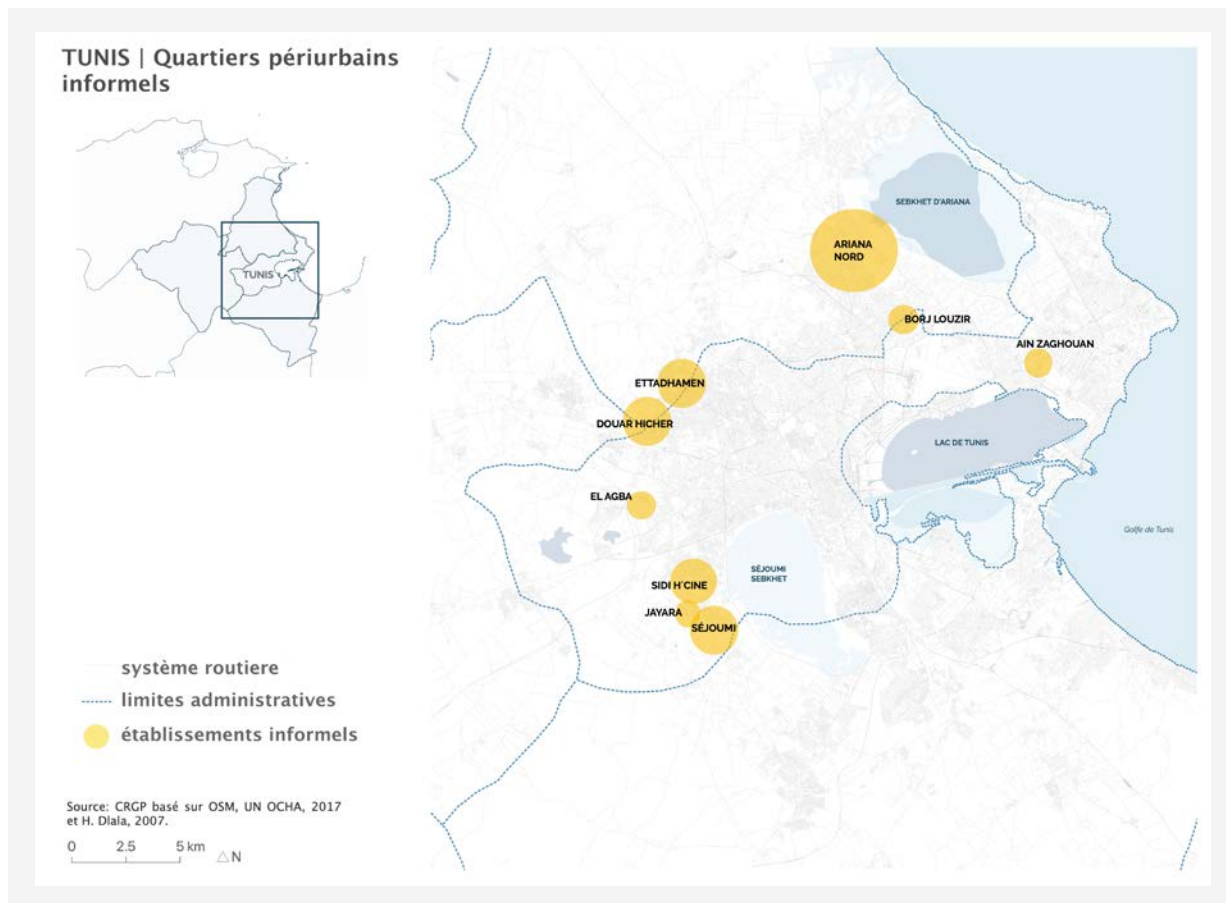 TUNIS | Quartiers périurbains
informels
TUNIS
SEBKHET D'ARIANA
ARIANA
NORD
BORJ LOUZIR
AIN ZAGHOUAN
ETTADHAMEN
DOUAR HICHER
LAC DE TUNIS
EL AGBA
Golfe de Tunis
SÉJOUMI
SEBKHET
SIDI H'CINE
JAYARA
SÉJOUMI
système routiere
limites administratives
établissements informels
Source: CRGP basé sur OSM, UN OCHA, 2017
et H. Dlala, 2007.
0 2.5 5 km
N